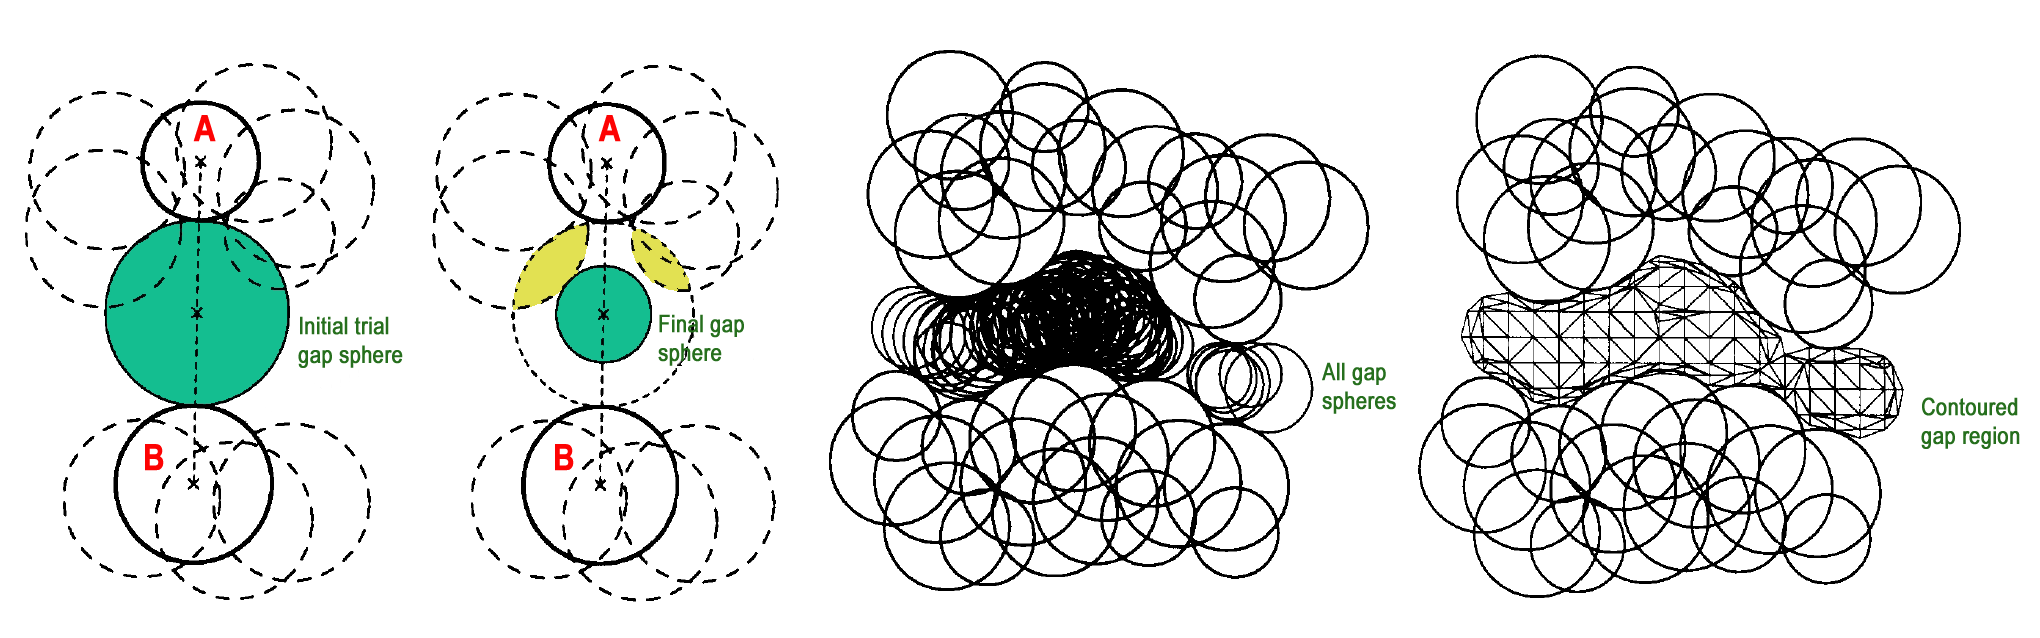 A
B
Initial trial
gap sphere
A
B
Final gap
sphere
All gap
spheres
Contoured
gap region